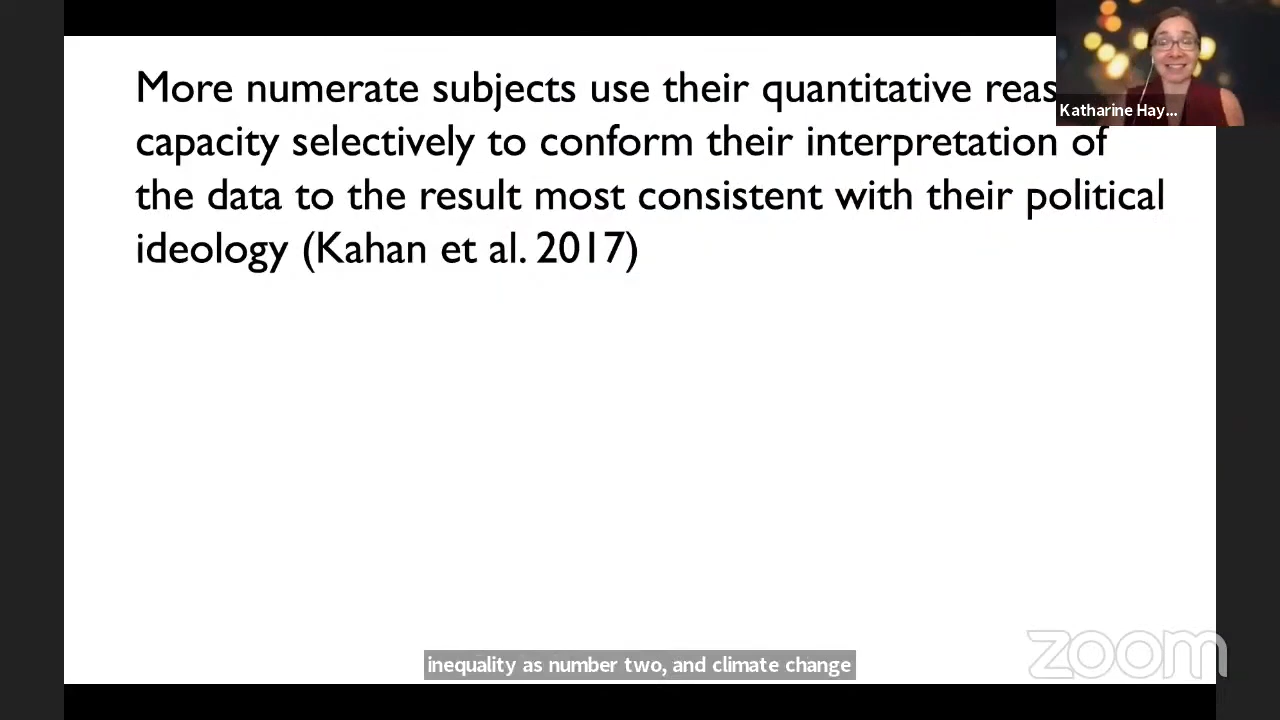 More numerate subjects use their quantitative
capacity selectively to conform their interpretation of
the data to the result most consistent with their political
ideology (Kahan et al. 2017)
Katharine Hay...
inequality as number two, and climate change
zoom